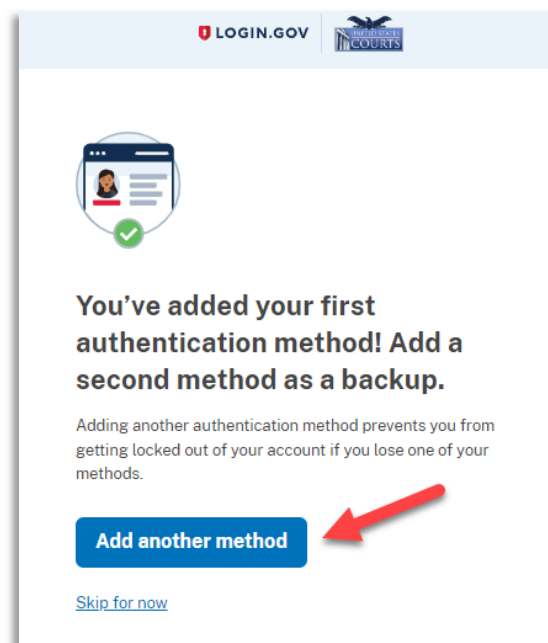 LOGIN.GOV
UNITED STATES
COURTS
You’ve added your first
authentication method! Add a
second method as a backup.
Adding another authentication method prevents you from
getting locked out of your account if you lose one of your
methods.
Add another method
Skip for now